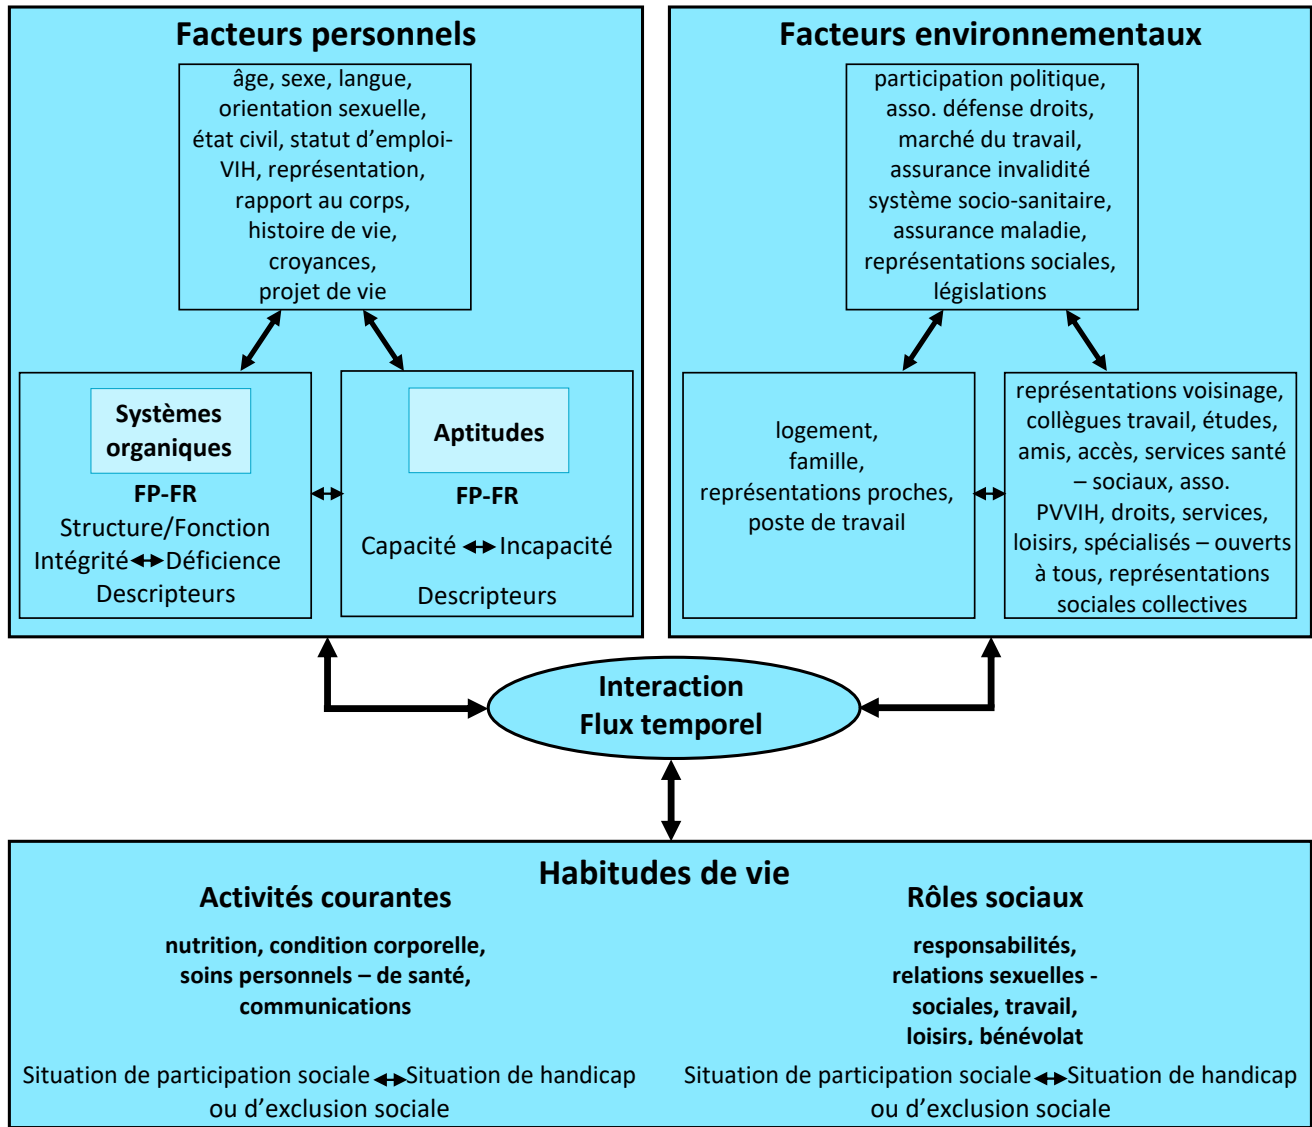 Facteurs personnels
âge, sexe, langue,
orientation sexuelle,
état civil, statut d’emploi-
VIH, représentation,
rapport au corps,
histoire de vie,
croyances,
projet de vie
Systèmes
organiques
FP-FR
Structure/Fonction
Intégrité Déficience
Descripteurs
Aptitudes
FP-FR
Capacité Incapacité
Descripteurs
Facteurs environnementaux
participation politique,
asso. défense droits,
marché du travail,
assurance invalidité
système socio-sanitaire,
assurance maladie,
représentations sociales,
législations
logement,
famille,
représentations proches,
poste de travail
représentations voisinage,
collègues travail, études,
amis, accès, services santé
– sociaux, asso.
PVVIH, droits, services,
loisirs, spécialisés – ouverts
à tous, représentations
sociales collectives
Interaction
Flux temporel
Habitudes de vie
Activités courantes
nutrition, condition corporelle,
soins personnels – de santé,
communications
Situation de participation sociale Situation de handicap
ou d’exclusion sociale
Rôles sociaux
responsabilités,
relations sexuelles -
sociales, travail,
loisirs, bénévolat
Situation de participation sociale Situation de handicap
ou d’exclusion sociale